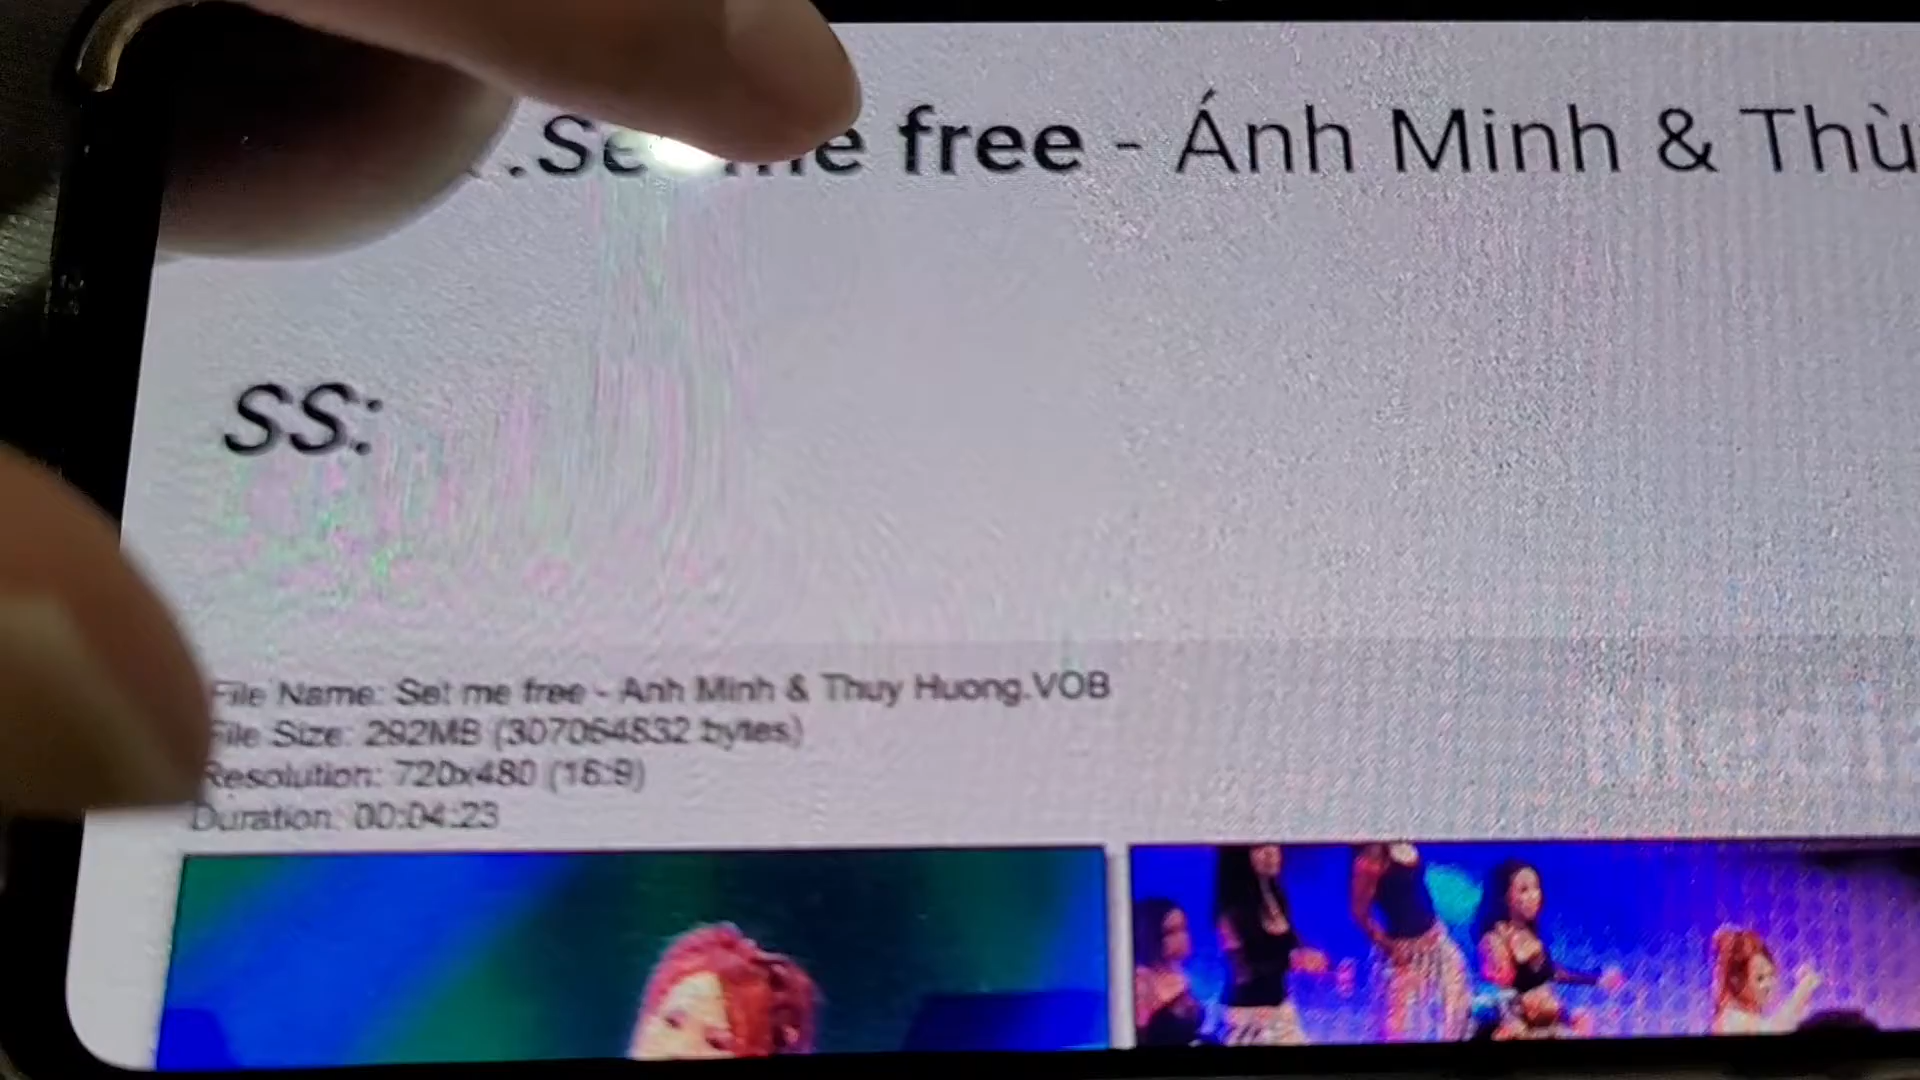 me free - Ánh Minh & Thù
SS:
File Name: Set me free - Anh Minh & Thuy Huong.VOB
File Size: 292MB (307064832 bytes)
Resolution: 720x480 (16:9)
Duration: 00:04:23